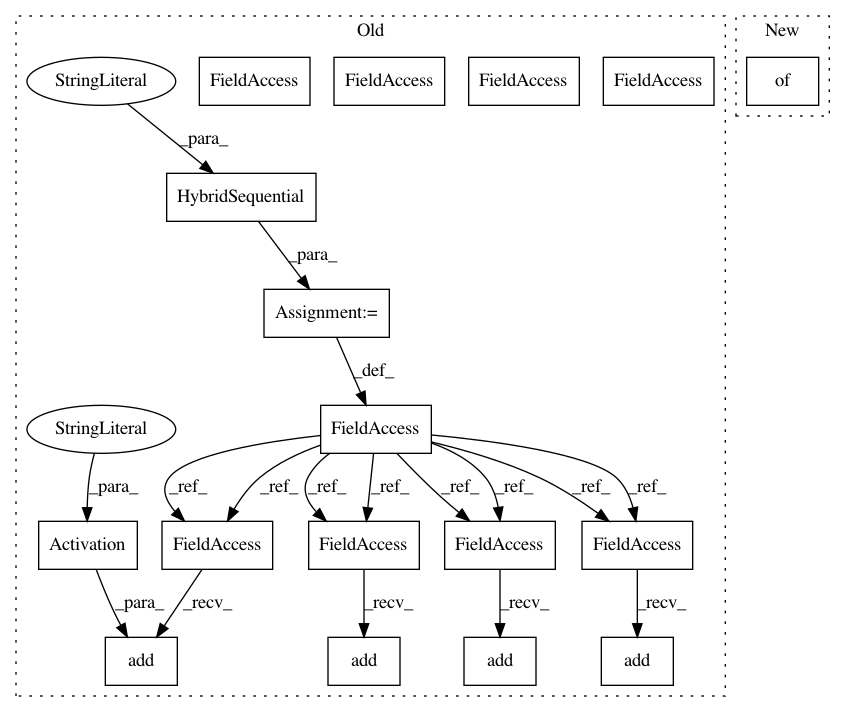 Old
New
StringLiteral
FieldAccess
FieldAccess
FieldAccess
FieldAccess
of
_para_
HybridSequential
_para_
Assignment:=
_def_
StringLiteral
FieldAccess
_para_
_ref_
_ref_
_ref_
_ref_
_ref_
_ref_
_ref_
_ref_
Activation
FieldAccess
FieldAccess
FieldAccess
FieldAccess
_para_
_recv_
_recv_
_recv_
_recv_
add
add
add
add